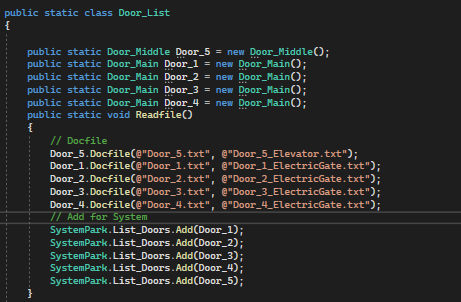 public static class Door_List
{
public static Door_Middle Door_5 = new Door_Middle();
public static Door_Main Door_1 = new Door_Main();
public static Door_Main Door_2 = new Door_Main();
public static Door_Main Door_3 = new Door_Main();
public static Door_Main Door_4 = new Door_Main();
public static void Readfile()
{
// Docfile
Door_5.Docfile(@"Door_5.txt", @"Door_5_Elevator.txt");
Door_1.Docfile(@"Door_1.txt", @"Door_1_ElectricGate.txt");
Door_2.Docfile(@"Door_2.txt", @"Door_2_ElectricGate.txt");
Door_3.Docfile(@"Door_3.txt", @"Door_3_ElectricGate.txt");
Door_4.Docfile(@"Door_4.txt", @"Door_4_ElectricGate.txt");
// Add for System
SystemPark.List_Doors.Add(Door_1);
SystemPark.List_Doors.Add(Door_2);
SystemPark.List_Doors.Add(Door_3);
SystemPark.List_Doors.Add(Door_4);
SystemPark.List_Doors.Add(Door_5);
}